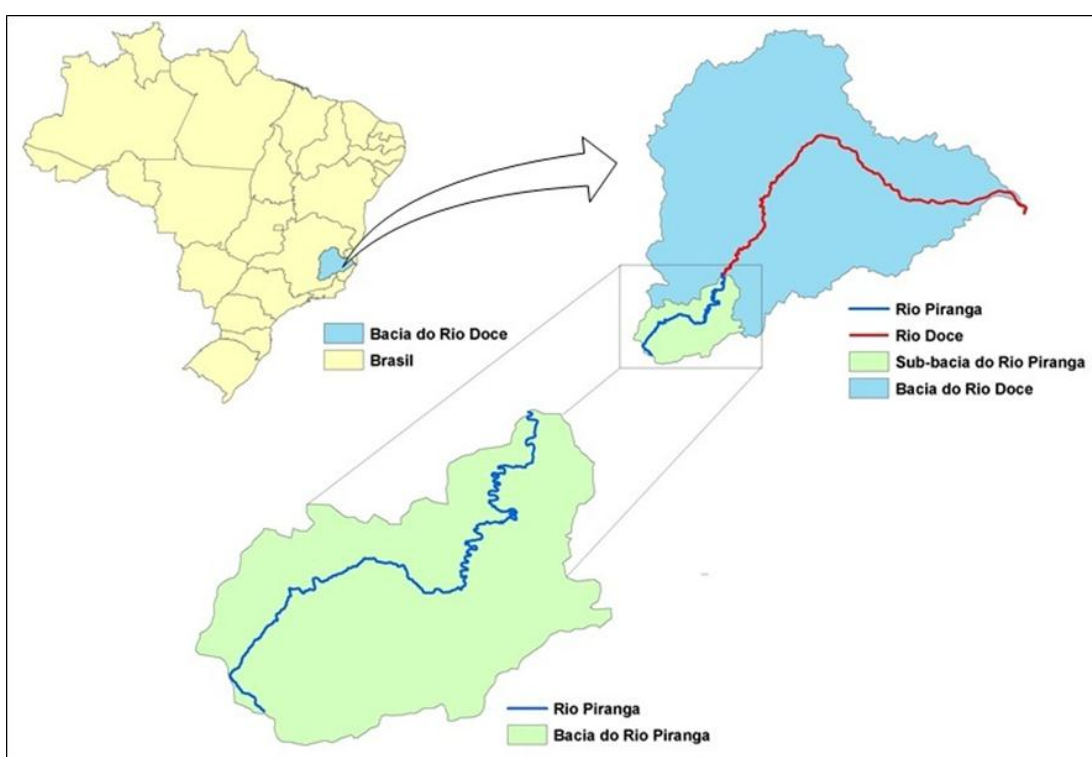 Bacia do Rio Doce
Brasil
Rio Piranga
Rio Doce
Sub-bacia do Rio Piranga
Bacia do Rio Doce
Rio Piranga
Bacia do Rio Piranga